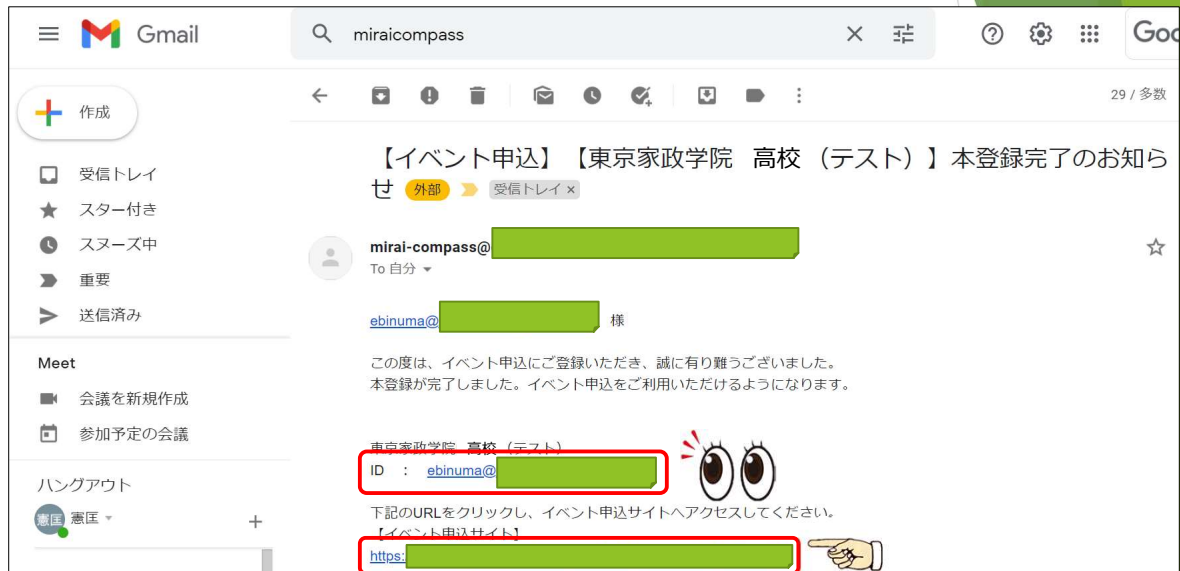 Gmail
miraicompass
Goo
作成
29 / 多数
受信トレイ
スター付き
スヌーズ中
重要
送信済み
Meet
会議を新規作成
参加予定の会議
ハングアウト
憲匡 憲匡
【イベント申込】【東京家政学院 高校 （テスト）】本登録完了のお知ら
せ 外部 受信トレイ ×
mirai-compass@
To 自分
ebinuma@ 様
この度は、イベント申込にご登録いただき、誠に有り難うございました。
本登録が完了しました。イベント申込をご利用いただけるようになります。
東京家政学院 高校 （テスト）
ID ： ebinuma@
下記のURLをクリックし、イベント申込サイトへアクセスしてください。
【イベント申込サイト】
https: